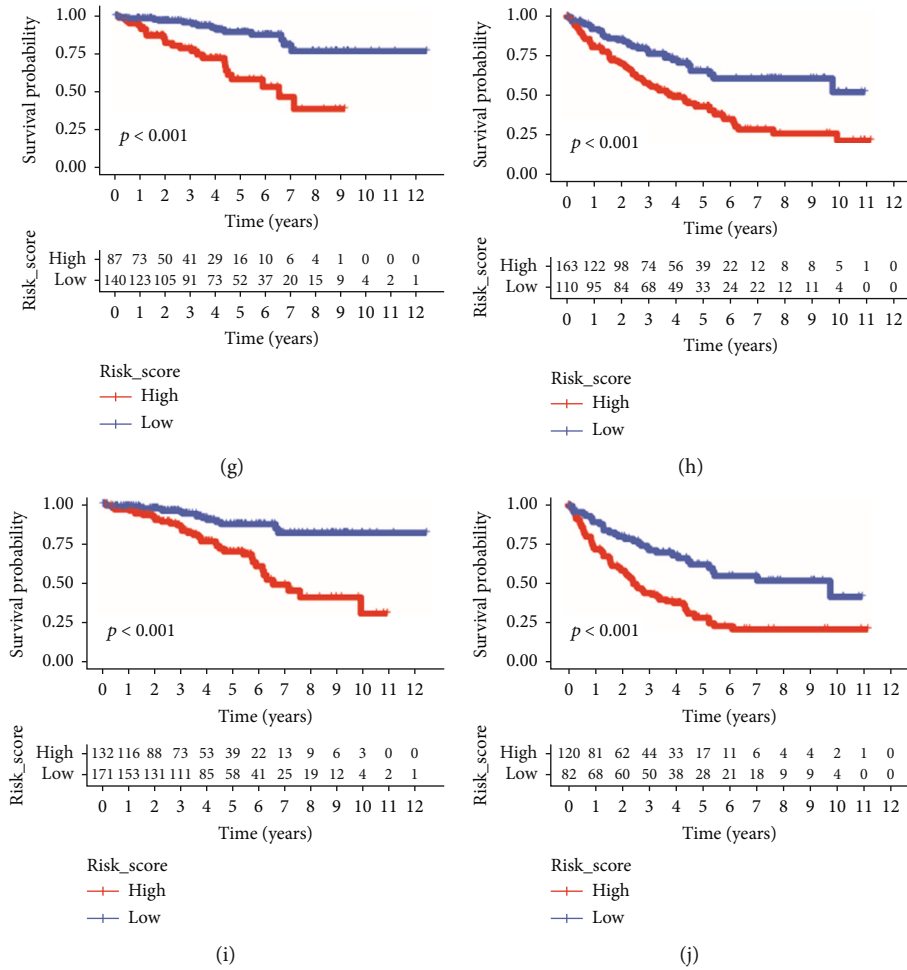 1.00
0.75
0.50
0.25
0.00
Survival probability
p < 0.001
0 1 2 3 4 5 6 7 8 9 10 11 12
Time (years)
Risk_score
High 87 73 50 41 29 16 10 6 4 1 0 0 0
Low 140 123 105 91 73 52 37 20 15 9 4 2 1
0 1 2 3 4 5 6 7 8 9 10 11 12
Time (years)
Risk_score
High
Low
(g)
1.00
0.75
0.50
0.25
0.00
Survival probability
p < 0.001
0 1 2 3 4 5 6 7 8 9 10 11 12
Time (years)
Risk_score
High 163 122 98 74 56 39 22 12 8 8 5 1 0
Low 110 95 84 68 49 33 24 22 12 11 4 0 0
0 1 2 3 4 5 6 7 8 9 10 11 12
Time (years)
Risk_score
High
Low
(h)
1.00
0.75
0.50
0.25
0.00
Survival probability
p < 0.001
0 1 2 3 4 5 6 7 8 9 10 11 12
Time (years)
Risk_score
High 132 116 88 73 53 39 22 13 9 6 3 0 0
Low 171 153 131 111 85 58 41 25 19 12 4 2 1
0 1 2 3 4 5 6 7 8 9 10 11 12
Time (years)
Risk_score
High
Low
(i)
1.00
0.75
0.50
0.25
0.00
Survival probability
p < 0.001
0 1 2 3 4 5 6 7 8 9 10 11 12
Time (years)
Risk_score
High 120 81 62 44 33 17 11 6 4 4 2 1 0
Low 82 68 60 50 38 28 21 18 9 9 4 0 0
0 1 2 3 4 5 6 7 8 9 10 11 12
Time (years)
Risk_score
High
Low
(j)